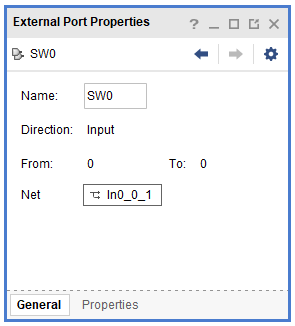 External Port Properties
SW0
Name: SW0
Direction: Input
From: 0 To: 0
Net In0_0_1
General Properties